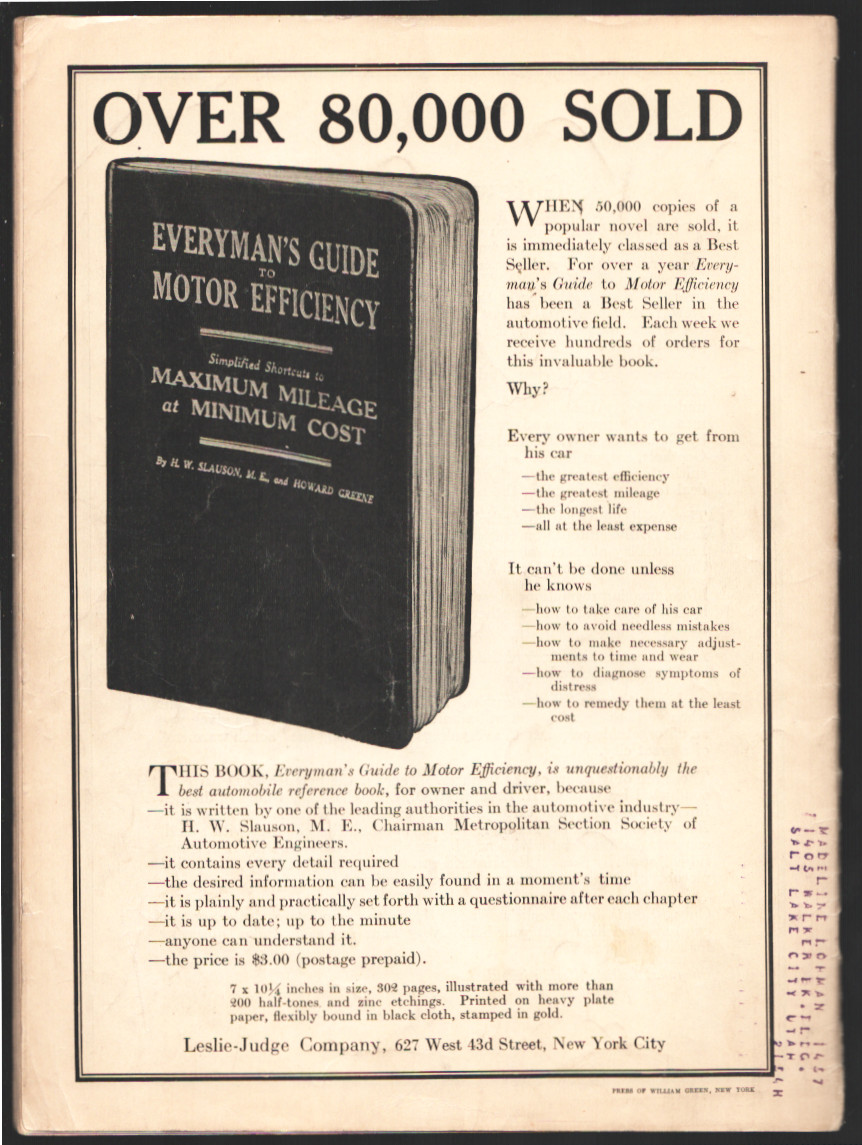 OVER 80,000 SOLD
EVERYMAN'S GUIDE
TO
MOTOR EFFICIENCY
Simplified Shortcuts to
MAXIMUM MILEAGE
at MINIMUM COST
By H. W. SLAUSON, M. E., and HOWARD GREENE
WHEN 50,000 copies of a
popular novel are sold, it
is immediately classed as a Best
Seller. For over a year Every-
man's Guide to Motor Efficiency
has been a Best Seller in the
automotive field. Each week we
receive hundreds of orders for
this invaluable book.
Why?
Every owner wants to get from
his car
—the greatest efficiency
—the greatest mileage
—the longest life
—all at the least expense
It can't be done unless
he knows
—how to take care of his car
—how to avoid needless mistakes
—how to make necessary adjust-
ments to time and wear
—how to diagnose symptoms of
distress
—how to remedy them at the least
cost
THIS BOOK, Everyman's Guide to Motor Efficiency, is unquestionably the
best automobile reference book, for owner and driver, because
—it is written by one of the leading authorities in the automotive industry—
H. W. Slauson, M. E., Chairman Metropolitan Section Society of
Automotive Engineers.
—it contains every detail required
—the desired information can be easily found in a moment's time
—it is plainly and practically set forth with a questionnaire after each chapter
—it is up to date; up to the minute
—anyone can understand it.
—the price is $3.00 (postage prepaid).
7 x 10¼ inches in size, 302 pages, illustrated with more than
200 half-tones and zinc etchings. Printed on heavy plate
paper, flexibly bound in black cloth, stamped in gold.
Leslie-Judge Company, 627 West 43d Street, New York City
PRESS OF WILLIAM GREEN, NEW YORK
MADELINE 1457
1405 WALKER BK.
SALT LAKE CITY UTAH